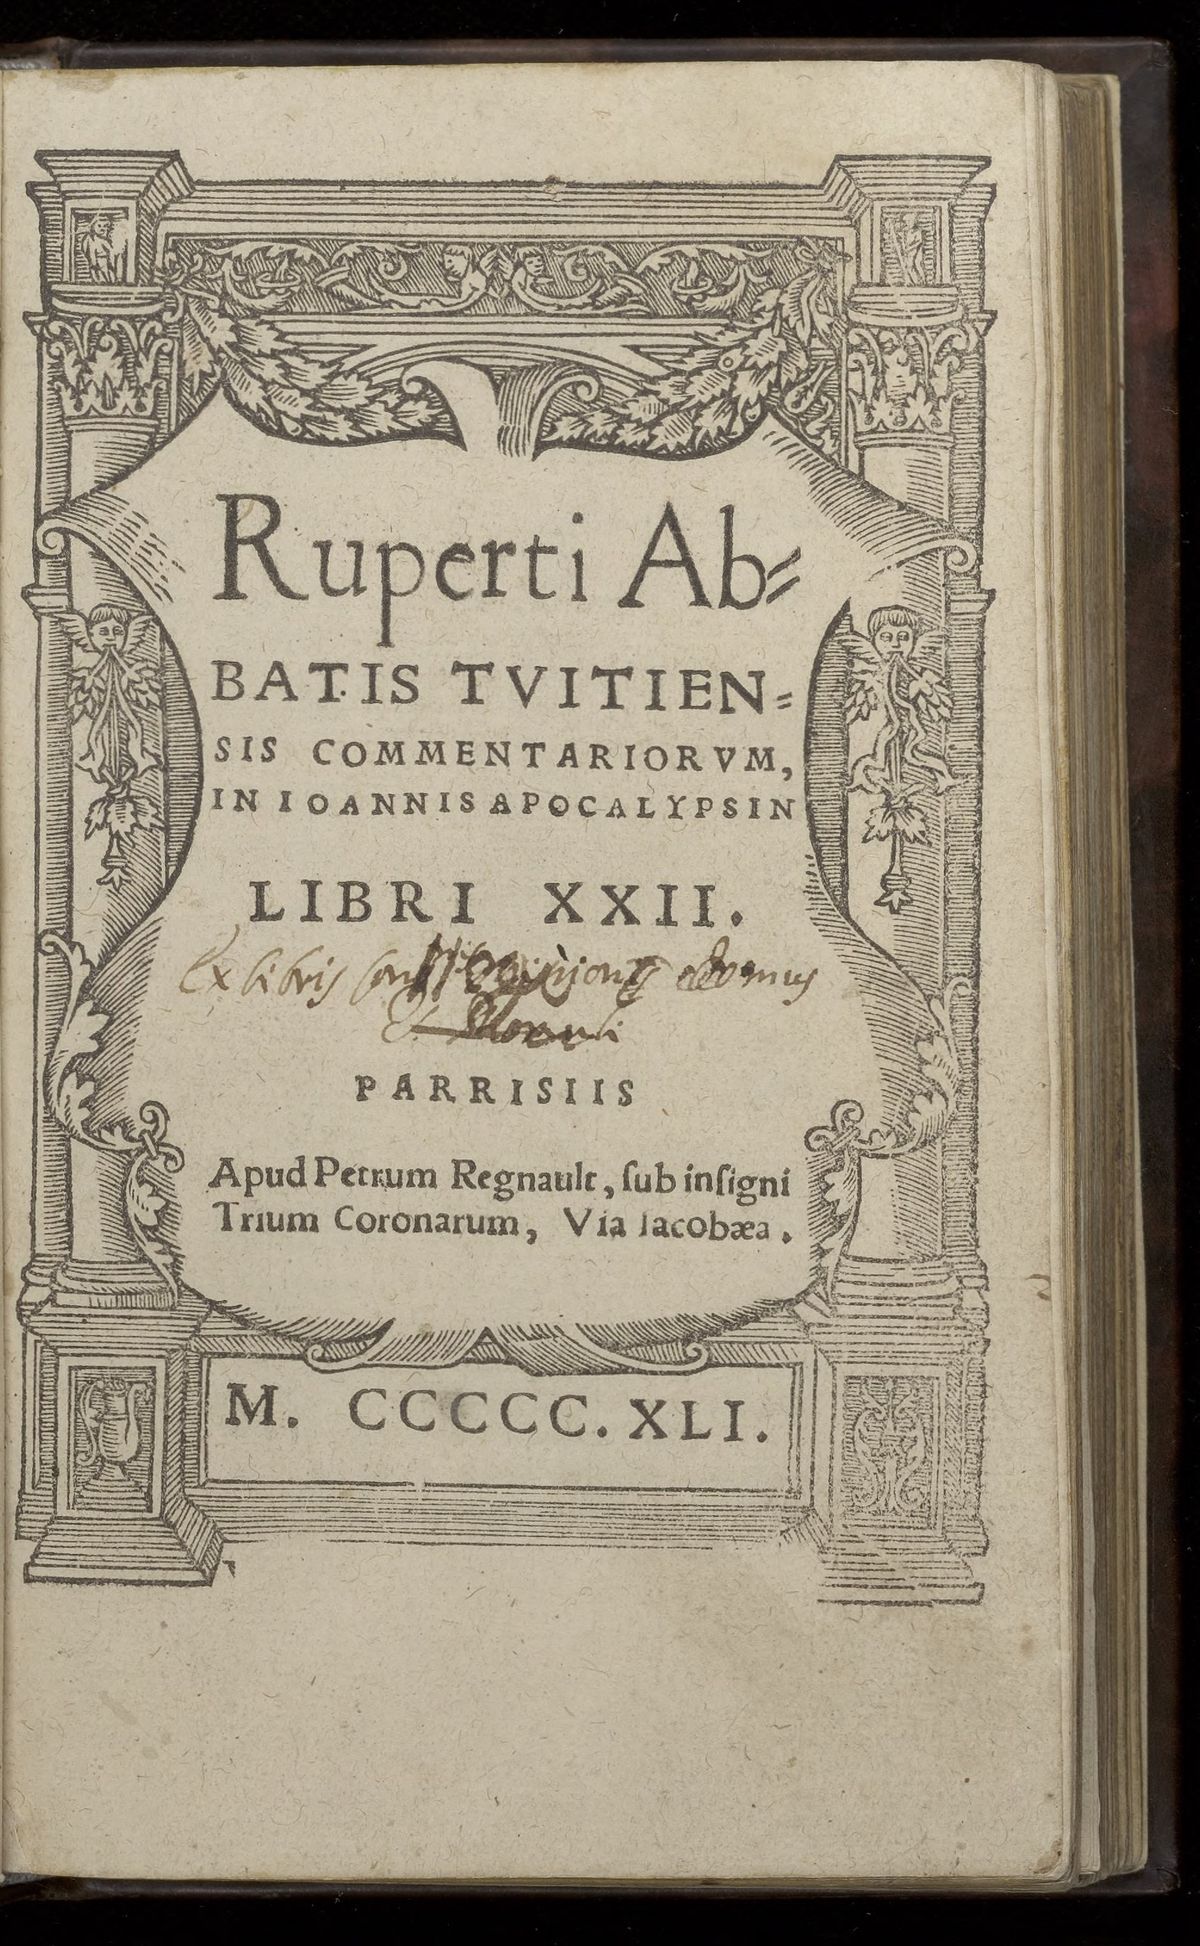 Ruperti Ab=
BATIS TVITIEN=
SIS COMMENTARIORVM,
IN IOANNIS APOCALYPSIN
LIBRI XXII.
Ex libris domus
PARRISIIS
Apud Petrum Regnault, ſub inſigni
Trium Coronarum, Via Iacobæa.
M. CCCCC. XLI.